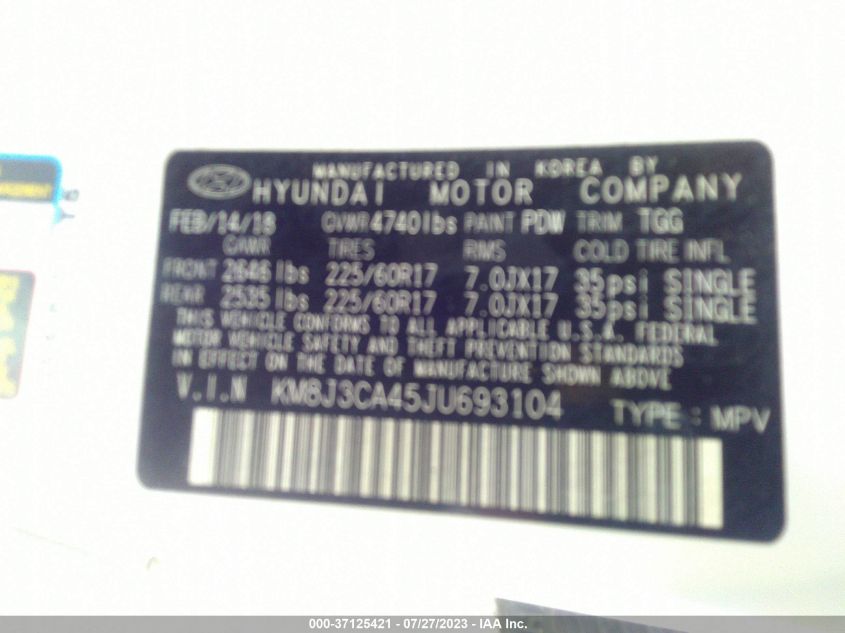 MANUFACTURED IN KOREA BY
HYUNDAI MOTOR COMPANY
FEB/14/18 GVWR 4740lbs PAINT PDW TRIM TGG
GAWR TIRES RIMS COLD TIRE INFL
FRONT 2646 lbs 225/60R17 7.0JX17 35psi SINGLE
REAR 2535 lbs 225/60R17 7.0JX17 35psi SINGLE
THIS VEHICLE CONFORMS TO ALL APPLICABLE U.S.A. FEDERAL
MOTOR VEHICLE SAFETY AND THEFT PREVENTION STANDARDS
IN EFFECT ON THE DATE OF MANUFACTURE SHOWN ABOVE
V.I.N KM8J3CA45JU693104 TYPE : MPV
000-37125421 - 07/27/2023 - IAA Inc.